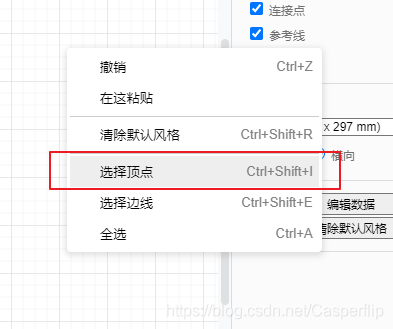 连接点
参考线
撤销 Ctrl+Z
在这粘贴
清除默认风格 Ctrl+Shift+R
x 297 mm)
横向
选择顶点 Ctrl+Shift+I
选择边线 Ctrl+Shift+E
编辑数据
全选 Ctrl+A
清除默认风格
https://blog.csdn.net/Casperflip